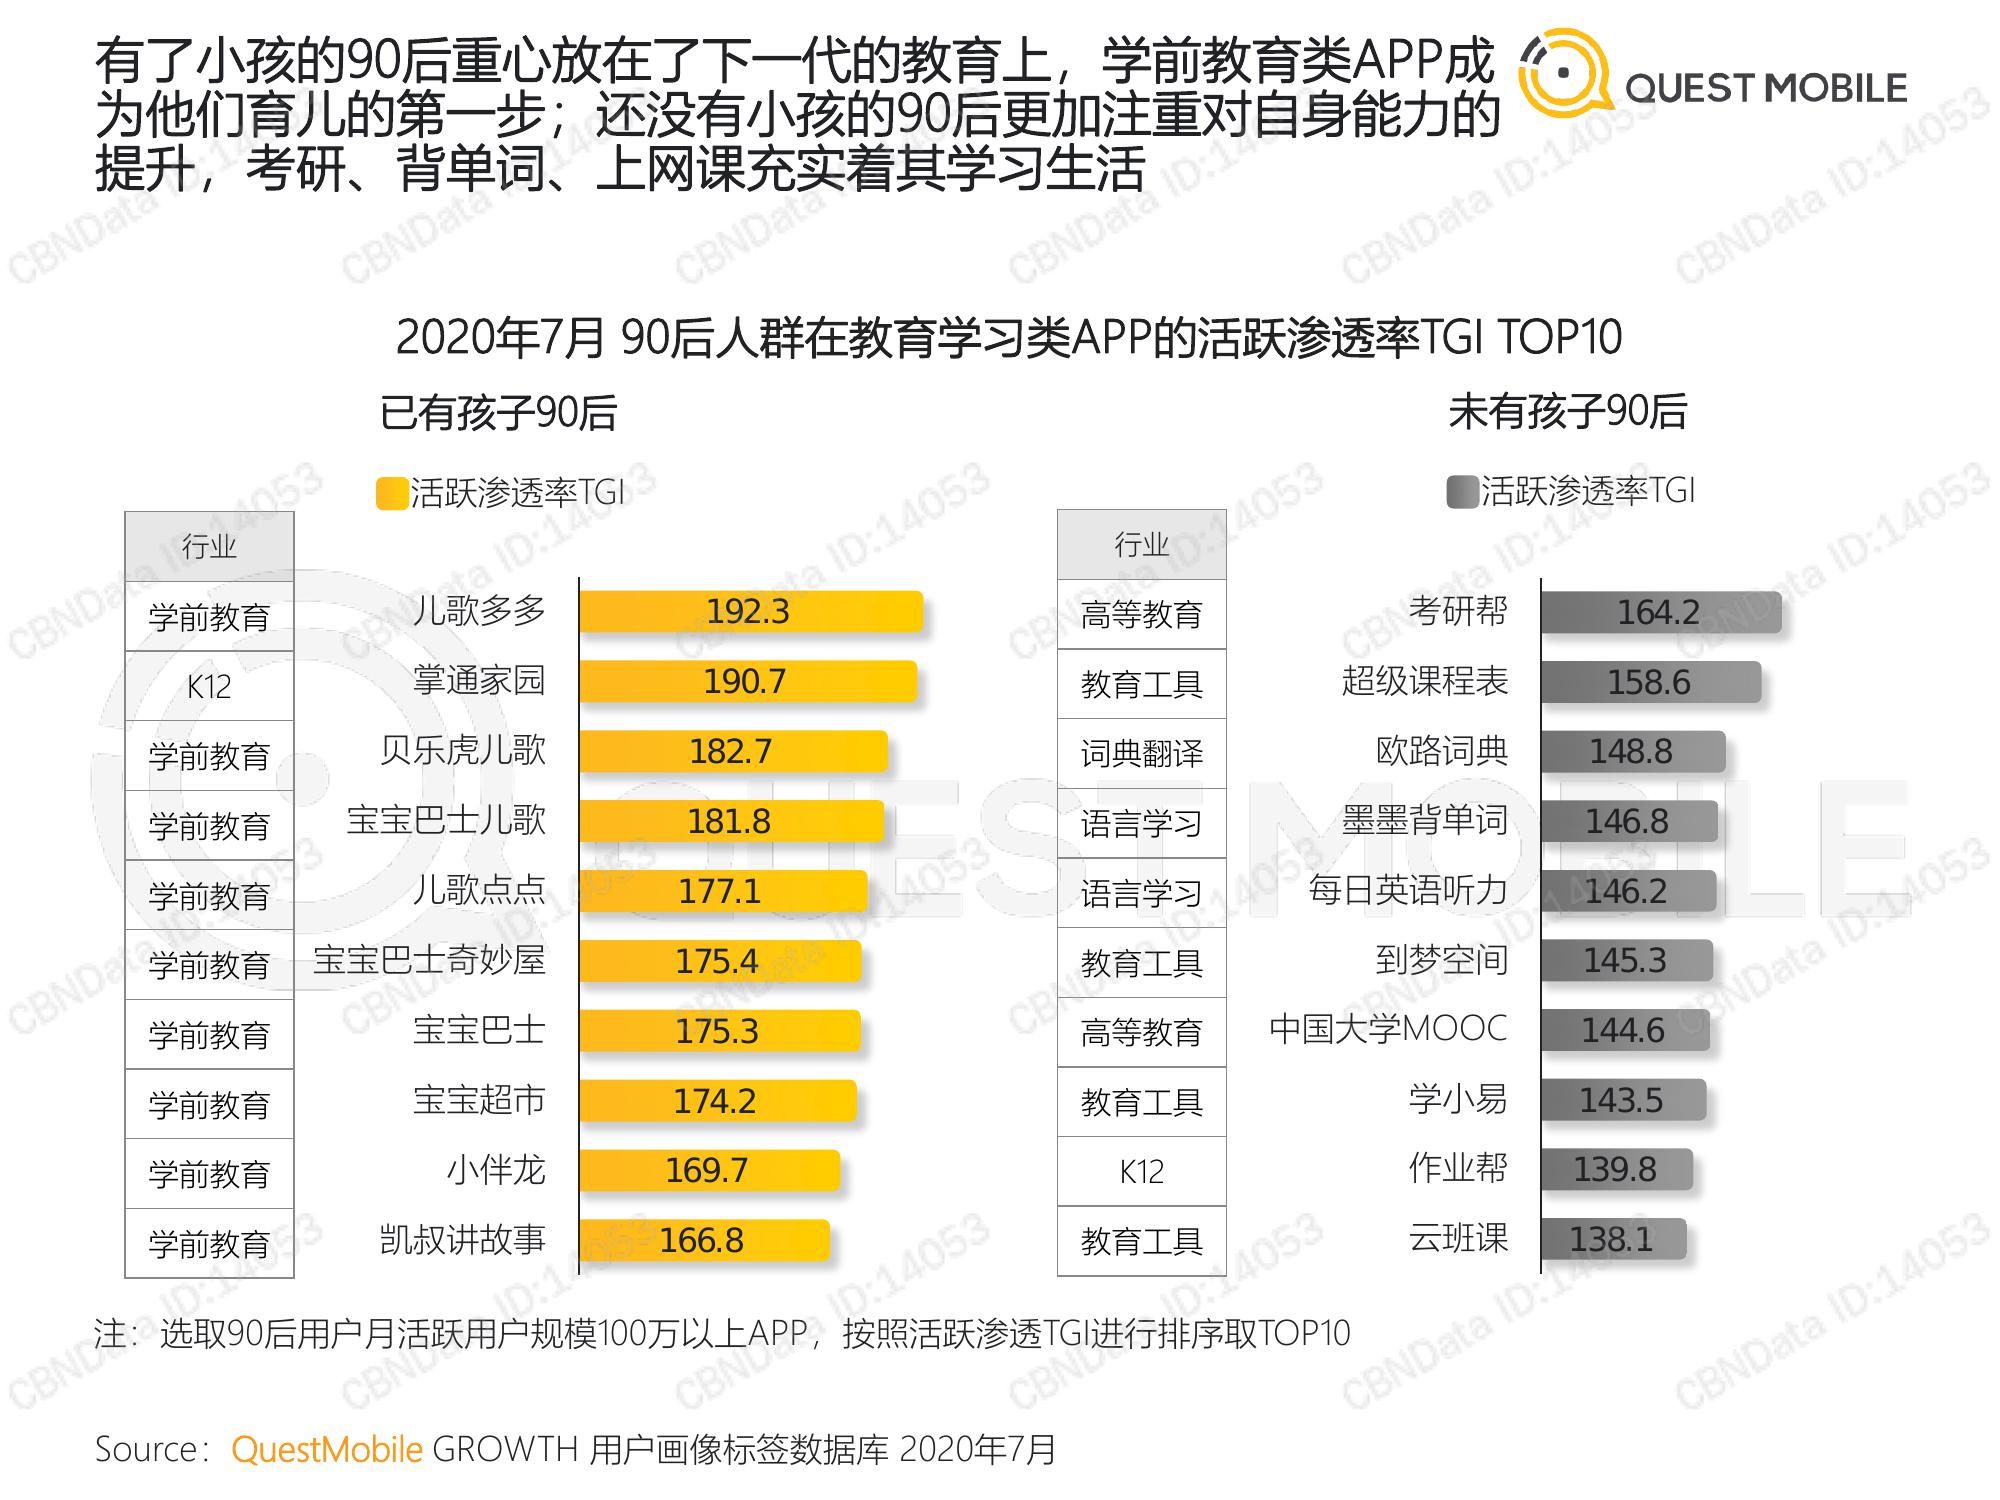 有了小孩的90后重心放在了下一代的教育上，学前教育类APP成
为他们育儿的第一步；还没有小孩的90后更加注重对自身能力的
提升，考研、背单词、上网课充实着其学习生活
QUEST MOBILE
2020年7月 90后人群在教育学习类APP的活跃渗透率TGI TOP10
已有孩子90后
活跃渗透率TGI
行业
学前教育 儿歌多多 192.3
K12 掌通家园 190.7
学前教育 贝乐虎儿歌 182.7
学前教育 宝宝巴士儿歌 181.8
学前教育 儿歌点点 177.1
学前教育 宝宝巴士奇妙屋 175.4
学前教育 宝宝巴士 175.3
学前教育 宝宝超市 174.2
学前教育 小伴龙 169.7
学前教育 凯叔讲故事 166.8
未有孩子90后
活跃渗透率TGI
行业
高等教育 考研帮 164.2
教育工具 超级课程表 158.6
词典翻译 欧路词典 148.8
语言学习 墨墨背单词 146.8
语言学习 每日英语听力 146.2
教育工具 到梦空间 145.3
高等教育 中国大学MOOC 144.6
教育工具 学小易 143.5
K12 作业帮 139.8
教育工具 云班课 138.1
注：选取90后用户月活跃用户规模100万以上APP，按照活跃渗透TGI进行排序取TOP10
Source：QuestMobile GROWTH 用户画像标签数据库 2020年7月
QUEST MOBILE
CBNData ID:14053